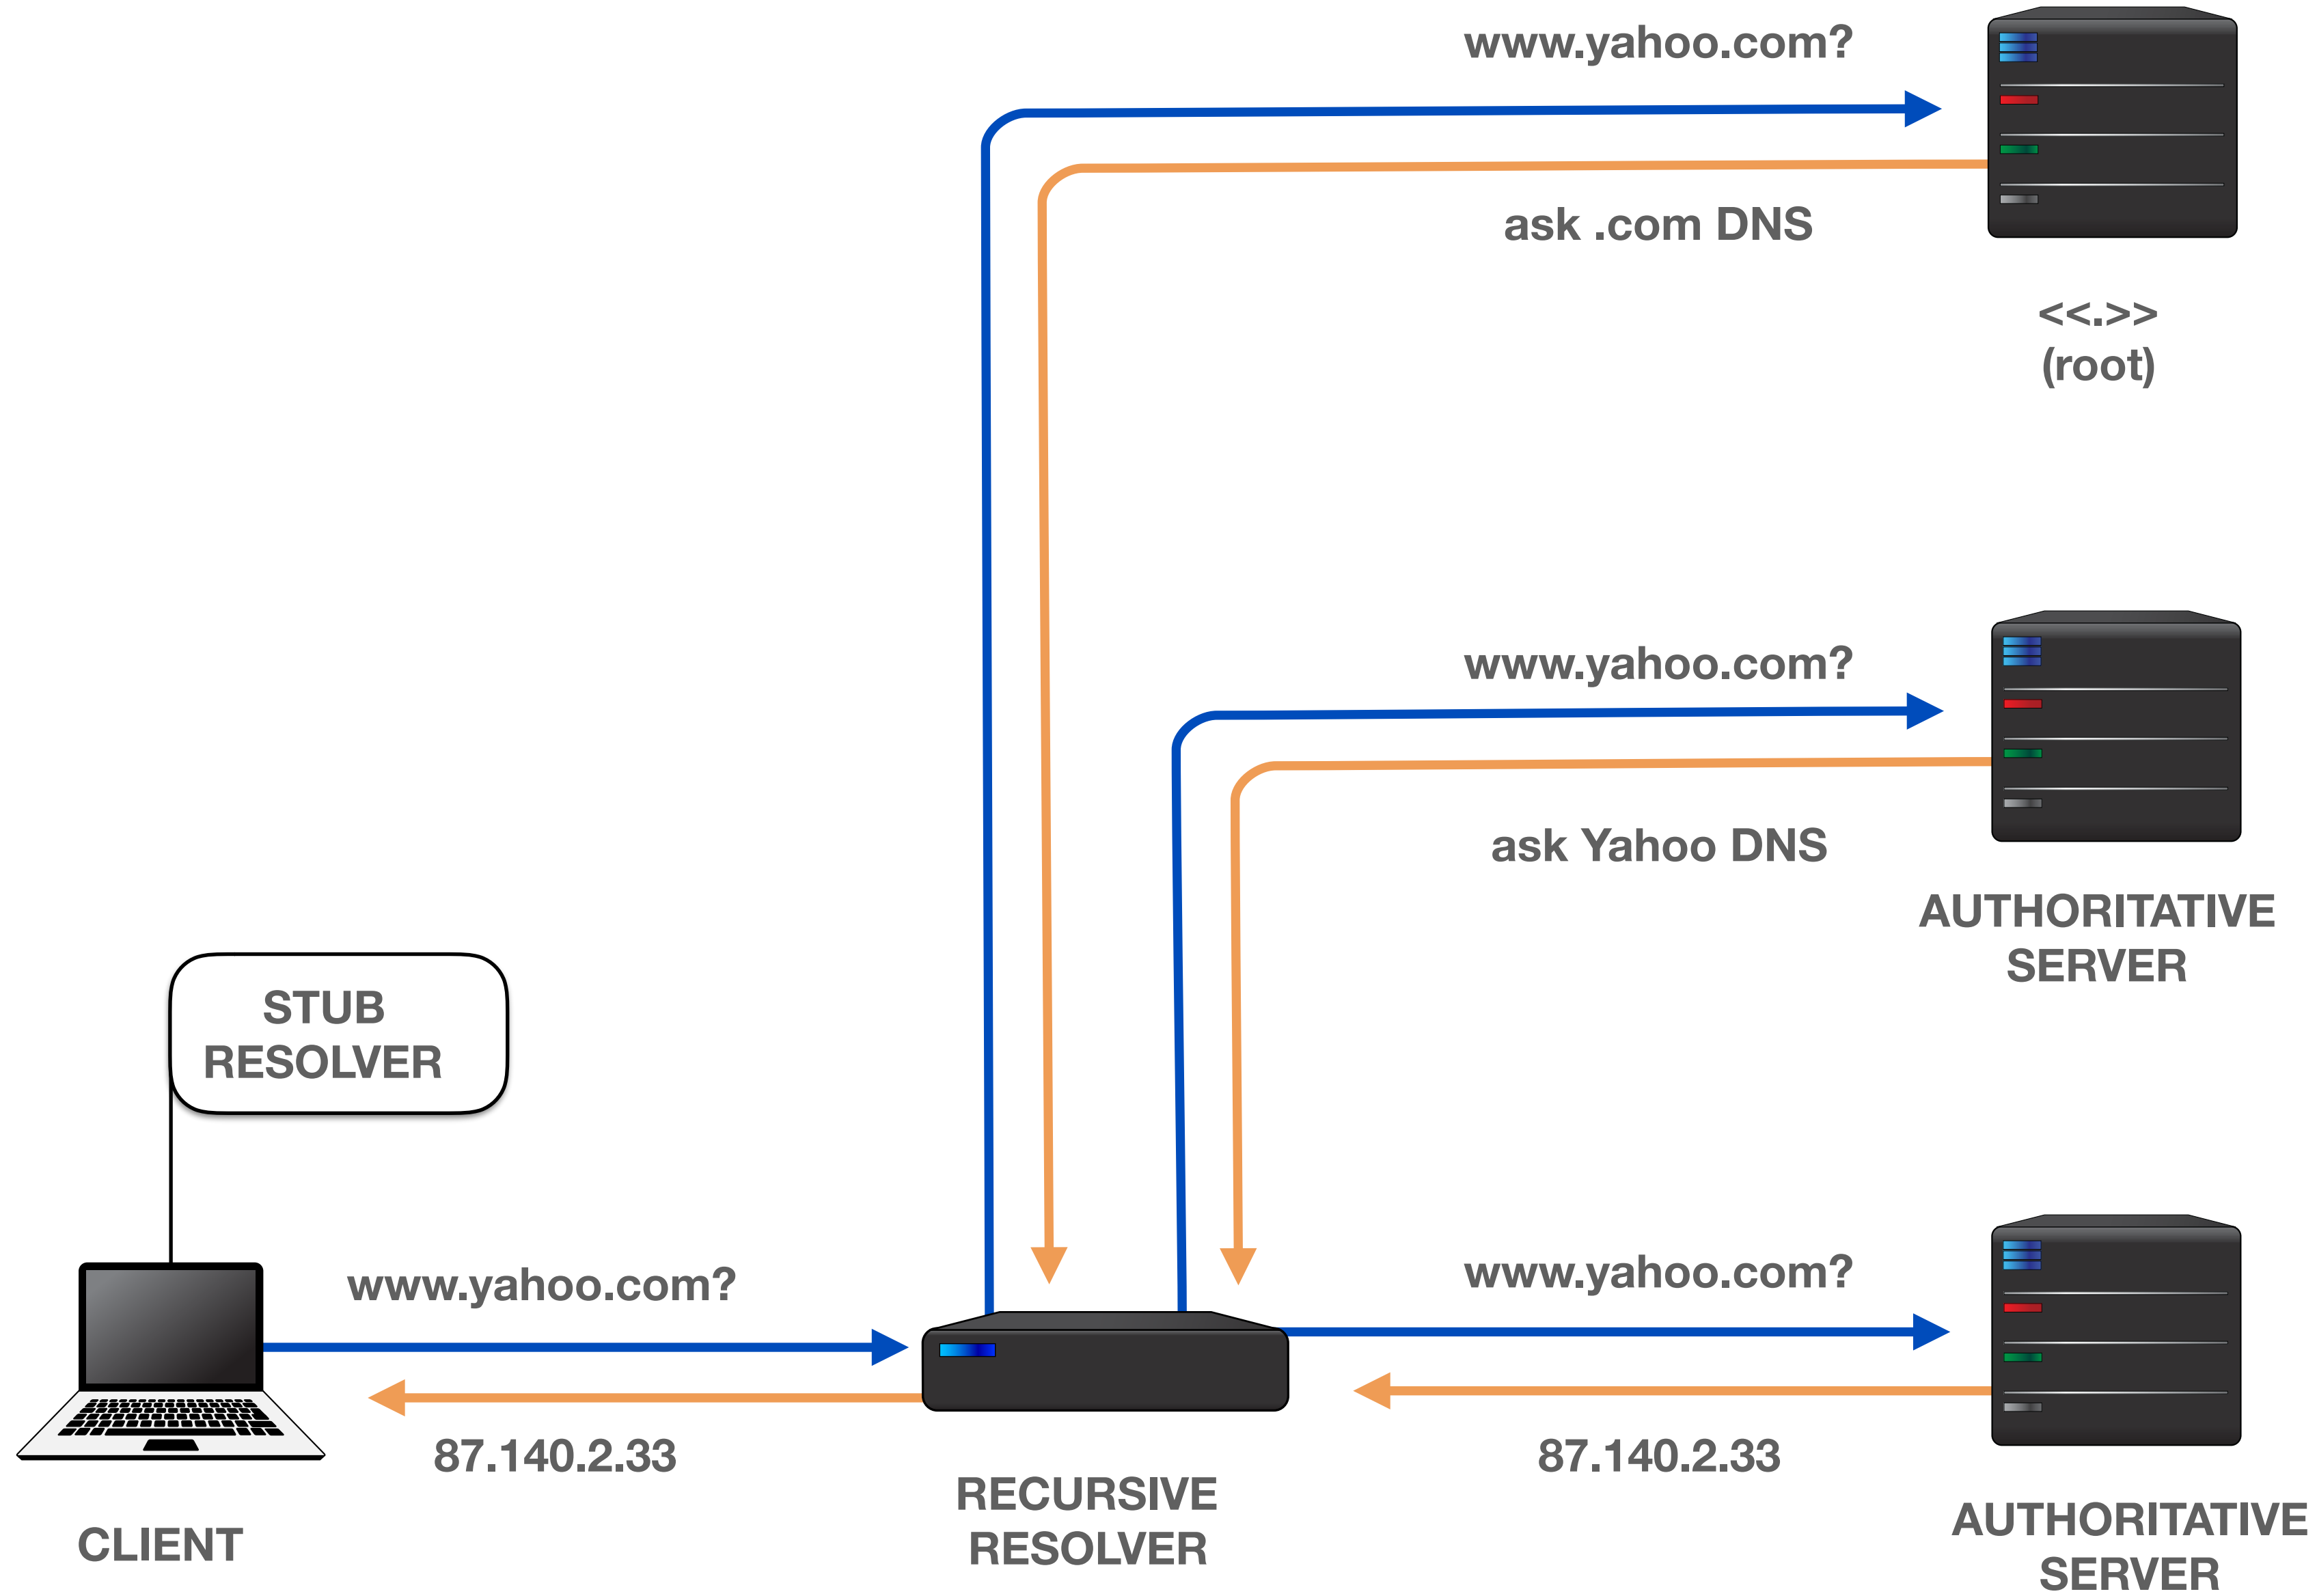 www.yahoo.com?
ask .com DNS
<<.>>
(root)
www.yahoo.com?
ask Yahoo DNS
AUTHORITATIVE
SERVER
STUB
RESOLVER
www.yahoo.com?
87.140.2.33
CLIENT
RECURSIVE
RESOLVER
www.yahoo.com?
87.140.2.33
AUTHORITATIVE
SERVER